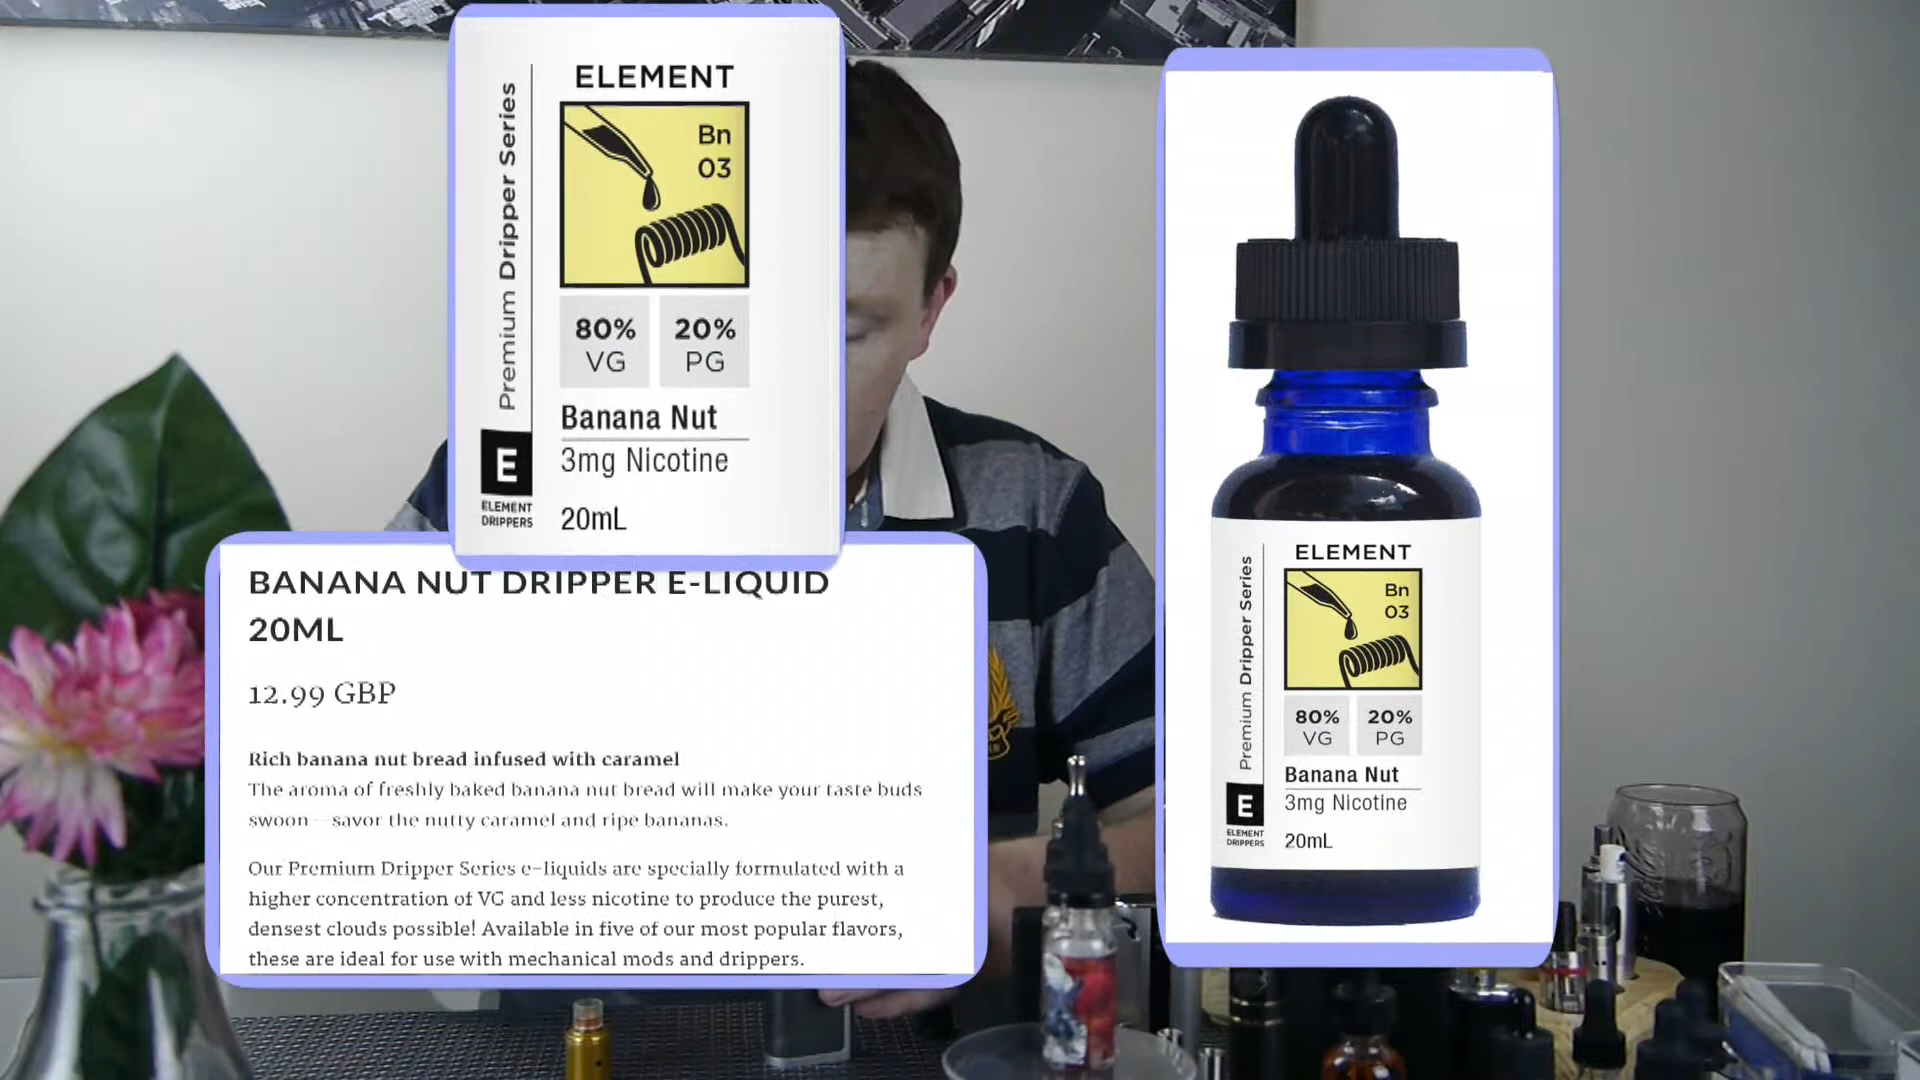 ELEMENT
Premium Dripper Series
Bn
03
80%
VG
20%
PG
Banana Nut
3mg Nicotine
20mL
E
ELEMENT
DRIPPERS
BANANA NUT DRIPPER E-LIQUID
20ML
12.99 GBP
Rich banana nut bread infused with caramel
The aroma of freshly baked banana nut bread will make your taste buds
swoon—savor the nutty caramel and ripe bananas.
Our Premium Dripper Series e-liquids are specially formulated with a
higher concentration of VG and less nicotine to produce the purest,
densest clouds possible! Available in five of our most popular flavors,
these are ideal for use with mechanical mods and drippers.
ELEMENT
Premium Dripper Series
Bn
03
80%
VG
20%
PG
Banana Nut
3mg Nicotine
20mL
E
ELEMENT
DRIPPERS